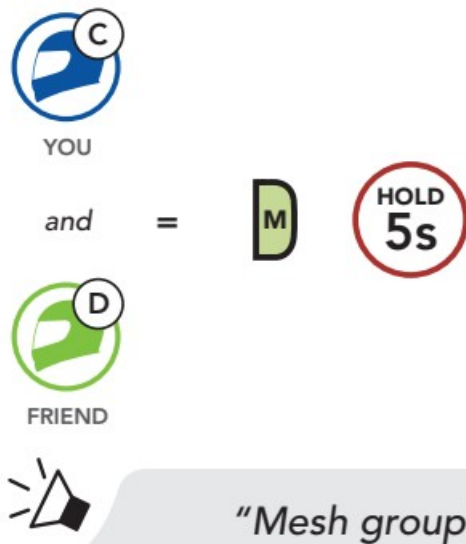 C
YOU
and = M HOLD
5s
D
FRIEND
"Mesh group